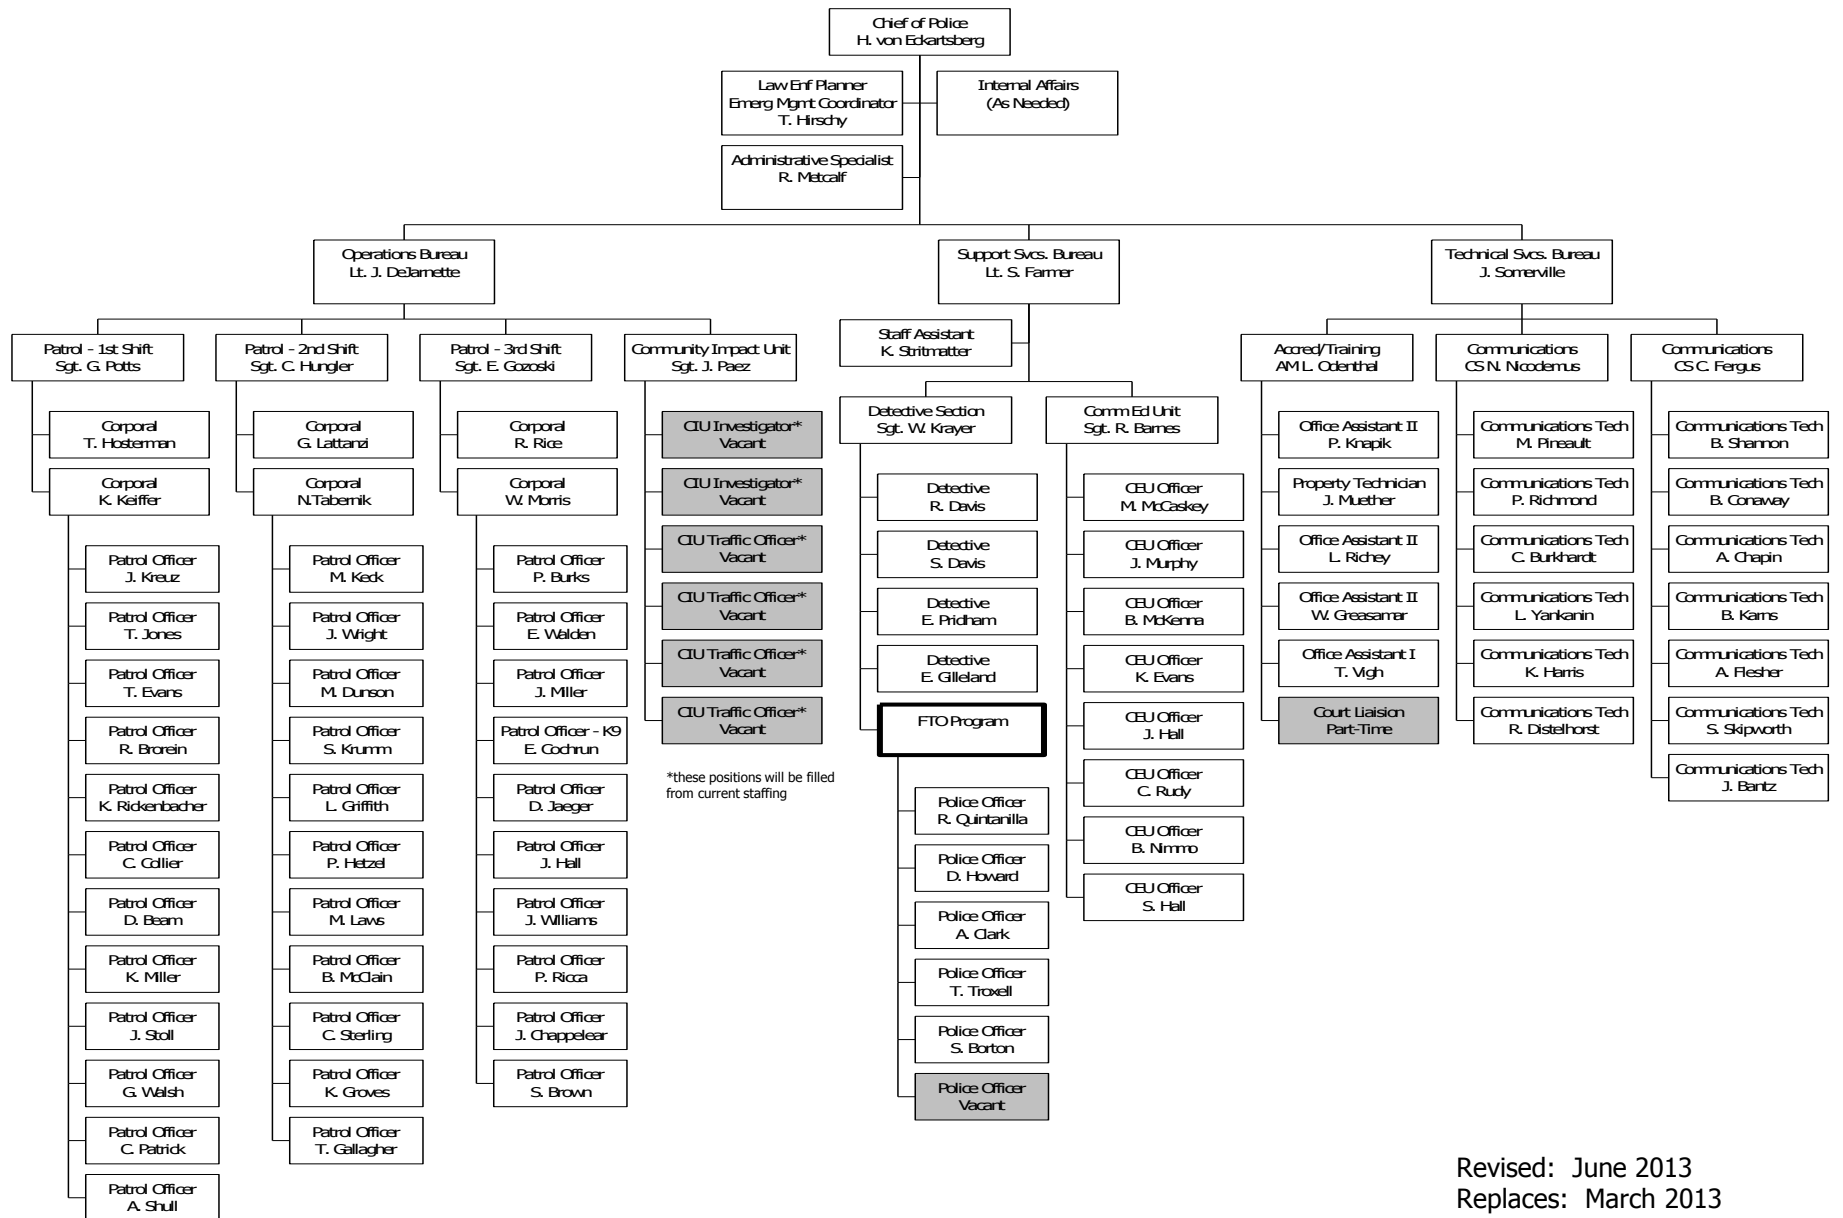 Chief of Police
H. von Eckartsberg
Law Enf Planner
Emerg Mgmt Coordinator
T. Hirschy
Internal Affairs
(As Needed)
Administrative Specialist
R. Metcalf
Operations Bureau
Lt. J. DeJarnette
Support Svcs. Bureau
Lt. S. Farmer
Technical Svcs. Bureau
J. Somerville
Patrol - 1st Shift
Sgt. G. Potts
Corporal
T. Hosterman
Corporal
K. Keiffer
Patrol Officer
J. Kreuz
Patrol Officer
T. Jones
Patrol Officer
T. Evans
Patrol Officer
R. Brorein
Patrol Officer
K. Rickenbacher
Patrol Officer
C. Collier
Patrol Officer
D. Beam
Patrol Officer
K. Miller
Patrol Officer
J. Stoll
Patrol Officer
G. Walsh
Patrol Officer
C. Patrick
Patrol Officer
A. Shull
Patrol - 2nd Shift
Sgt. C. Hungler
Corporal
G. Lattanzi
Corporal
N.Tabernik
Patrol Officer
M. Keck
Patrol Officer
J. Wright
Patrol Officer
M. Dunson
Patrol Officer
S. Krumm
Patrol Officer
L. Griffith
Patrol Officer
P. Hetzel
Patrol Officer
M. Laws
Patrol Officer
B. McClain
Patrol Officer
C. Sterling
Patrol Officer
K. Groves
Patrol Officer
T. Gallagher
Patrol - 3rd Shift
Sgt. E. Gozoski
Corporal
R. Rice
Corporal
W. Morris
Patrol Officer
P. Burks
Patrol Officer
E. Walden
Patrol Officer
J. Miller
Patrol Officer - K9
E. Cochrun
Patrol Officer
D. Jaeger
Patrol Officer
J. Hall
Patrol Officer
J. Williams
Patrol Officer
P. Ricca
Patrol Officer
J. Chappelear
Patrol Officer
S. Brown
Community Impact Unit
Sgt. J. Paez
CIU Investigator*
Vacant
CIU Investigator*
Vacant
CIU Traffic Officer*
Vacant
CIU Traffic Officer*
Vacant
CIU Traffic Officer*
Vacant
CIU Traffic Officer*
Vacant
*these positions will be filled
from current staffing
Staff Assistant
K. Stritmatter
Detective Section
Sgt. W. Krayer
Detective
R. Davis
Detective
S. Davis
Detective
E. Pridham
Detective
E. Gilleland
FTO Program
Police Officer
R. Quintanilla
Police Officer
D. Howard
Police Officer
A. Clark
Police Officer
T. Troxell
Police Officer
S. Borton
Police Officer
Vacant
Comm Ed Unit
Sgt. R. Barnes
CEU Officer
M. McCaskey
CEU Officer
J. Murphy
CEU Officer
B. McKenna
CEU Officer
K. Evans
CEU Officer
J. Hall
CEU Officer
C. Rudy
CEU Officer
B. Nimmo
CEU Officer
S. Hall
Accred/Training
AM L. Odenthal
Office Assistant II
P. Knapik
Property Technician
J. Muether
Office Assistant II
L. Richey
Office Assistant II
W. Greasamar
Office Assistant I
T. Vigh
Court Liaision
Part-Time
Communications
CS N. Nicodemus
Communications Tech
M. Pineault
Communications Tech
P. Richmond
Communications Tech
C. Burkhardt
Communications Tech
L. Yankanin
Communications Tech
K. Harris
Communications Tech
R. Distelhorst
Communications
CS C. Fergus
Communications Tech
B. Shannon
Communications Tech
B. Conaway
Communications Tech
A. Chapin
Communications Tech
B. Karns
Communications Tech
A. Flesher
Communications Tech
S. Skipworth
Communications Tech
J. Bantz
Revised: June 2013
Replaces: March 2013